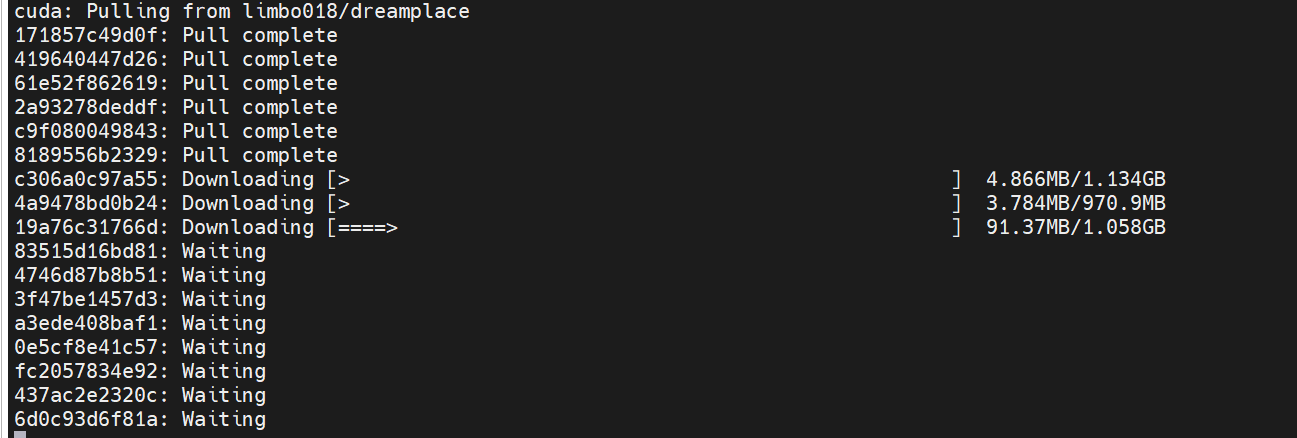 cuda: Pulling from limbo018/dreamplace
171857c49d0f: Pull complete
419640447d26: Pull complete
61e52f862619: Pull complete
2a93278deddf: Pull complete
c9f080049843: Pull complete
8189556b2329: Pull complete
c306a0c97a55: Downloading [>                                                  ]  4.866MB/1.134GB
4a9478bd0b24: Downloading [>                                                  ]  3.784MB/970.9MB
19a76c31766d: Downloading [====>                                              ]  91.37MB/1.058GB
83515d16bd81: Waiting
4746d87b8b51: Waiting
3f47be1457d3: Waiting
a3ede408baf1: Waiting
0e5cf8e41c57: Waiting
fc2057834e92: Waiting
437ac2e2320c: Waiting
6d0c93d6f81a: Waiting